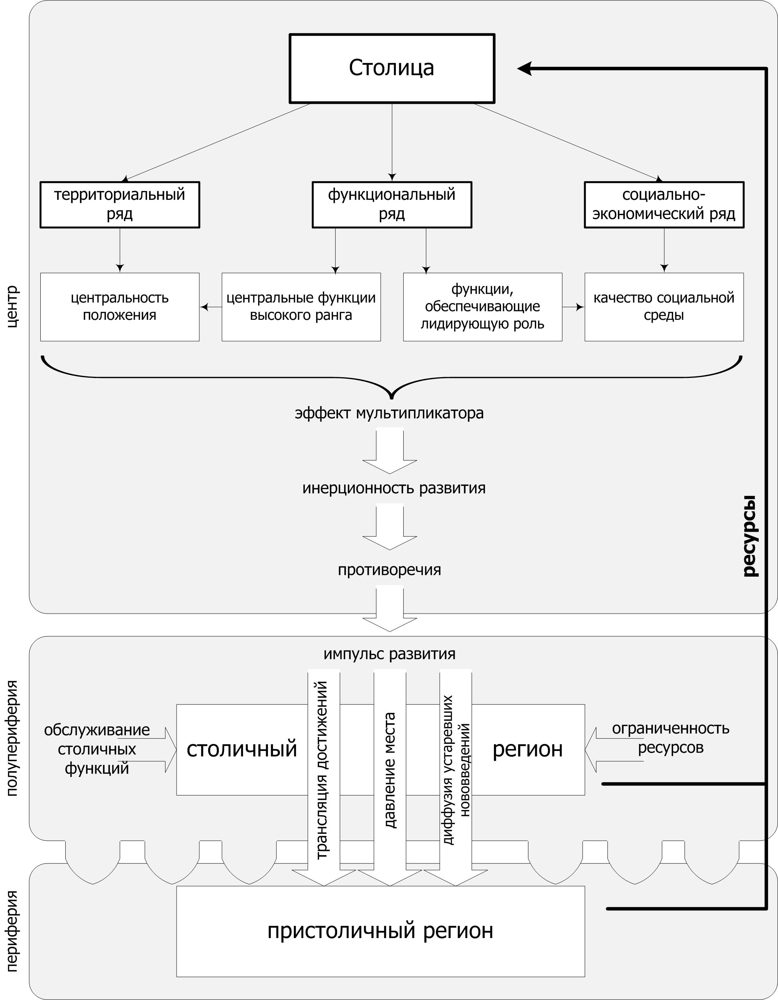 Столица
территориальный
ряд
функциональный
ряд
социально-
экономический ряд
центр
центральность
положения
центральные функции
высокого ранга
функции,
обеспечивающие
лидирующую роль
качество социальной
среды
эффект мультипликатора
инерционность развития
ресурсы
противоречия
импульс развития
полупериферия
обслуживание
столичных
функций
столичный
трансляция достижений
давление места
диффузия устаревших
нововведений
регион
ограниченность
ресурсов
периферия
пристоличный регион